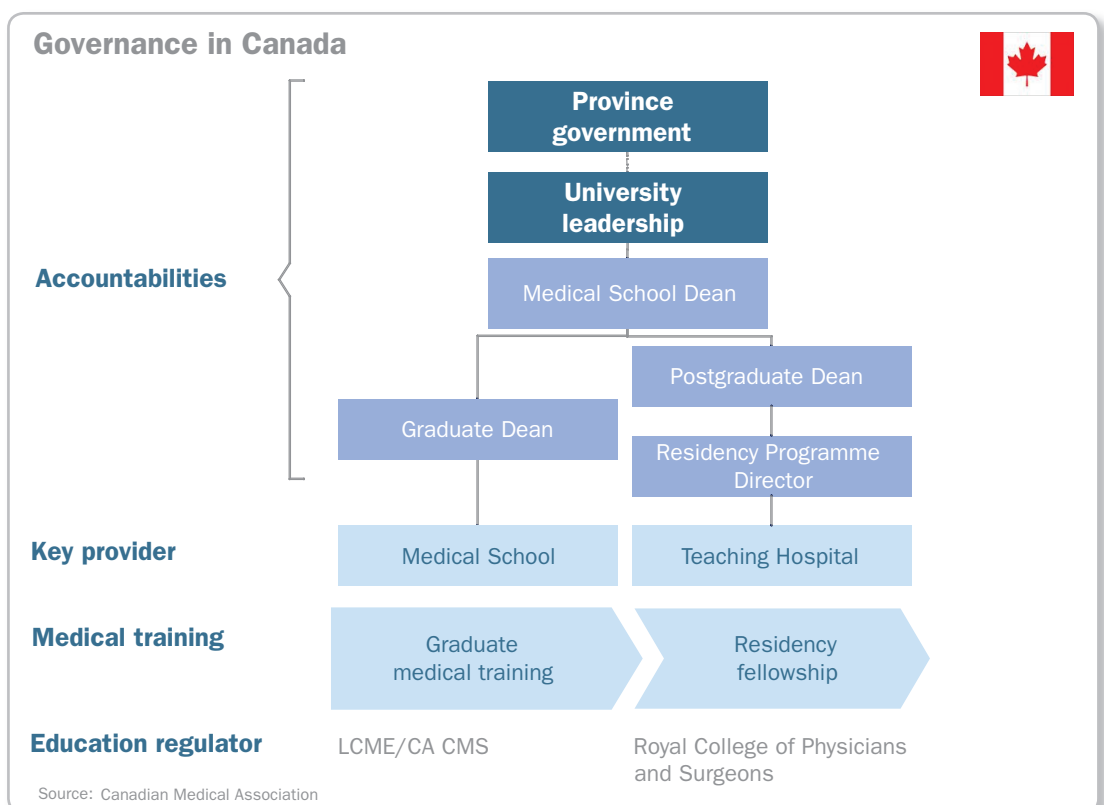 Governance in Canada
Province
government
University
leadership
Accountabilities
Medical School Dean
Postgraduate Dean
Graduate Dean
Residency Programme
Director
Key provider
Medical School
Teaching Hospital
Medical training
Graduate
medical training
Residency
fellowship
Education regulator
LCME/CA CMS
Royal College of Physicians
and Surgeons
Source: Canadian Medical Association